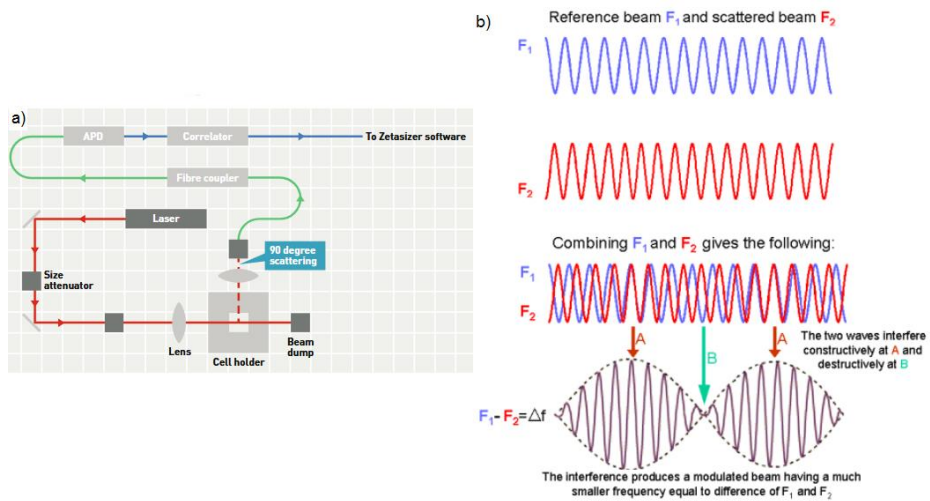 a)
APD
Correlator
To Zetasizer software
Fibre coupler
Laser
90 degree
scattering
Size
attenuator
Lens
Cell holder
Beam
dump
b)
Reference beam F₁ and scattered beam F₂
F₁
F₂
Combining F₁ and F₂ gives the following:
F₁
F₂
A
B
A
The two waves interfere
constructively at A and
destructively at B
F₁- F₂=Δf
The interference produces a modulated beam having a much
smaller frequency equal to difference of F₁ and F₂